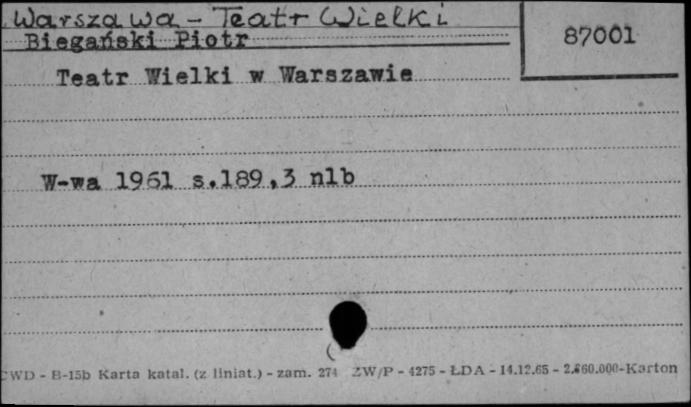 Warszawa - Teatr Wielki
Biegański Piotr
87001
Teatr Wielki w Warszawie
W-wa 1961 s.189,3 nlb
CWD - B-15b Karta katal. (z liniat.) - zam. 274 ZW/P - 4275 - ŁDA - 14.12.65 - 2.860.000-Karton